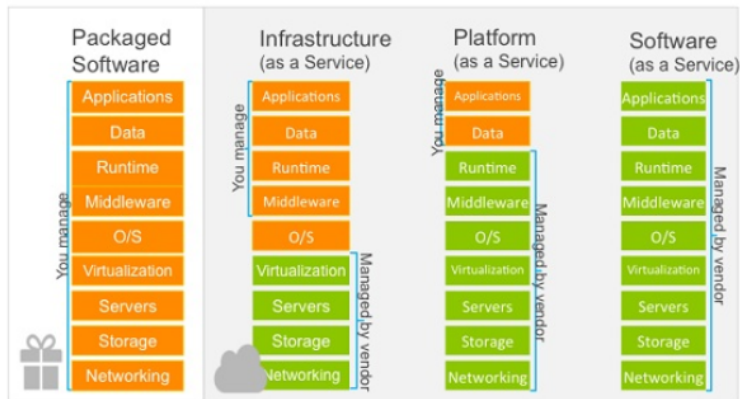 Packaged
Software
Applications
Data
Runtime
Middleware
O/S
Virtualization
Servers
Storage
Networking
You manage
Infrastructure
(as a Service)
Applications
Data
Runtime
Middleware
O/S
Virtualization
Servers
Storage
Networking
You manage
Managed by vendor
Platform
(as a Service)
Applications
Data
Runtime
Middleware
O/S
Virtualization
Servers
Storage
Networking
You manage
Managed by vendor
Software
(as a Service)
Applications
Data
Runtime
Middleware
O/S
Virtualization
Servers
Storage
Networking
Managed by vendor